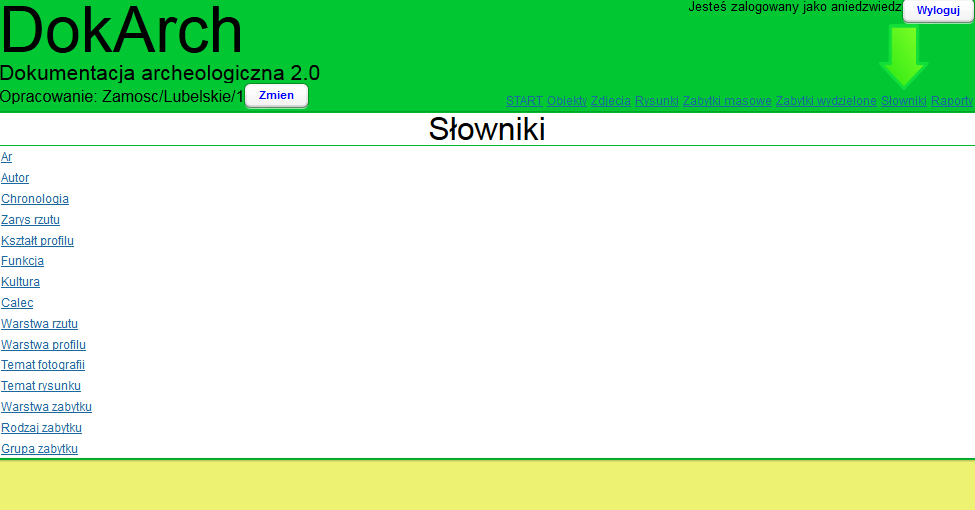 DokArch
Jesteś zalogowany jako aniedzwiedz Wyloguj
Dokumentacja archeologiczna 2.0
Opracowanie: Zamosc/Lubelskie/1 Zmien
START Obiekty Zdjecia Rysunki Zabytki masowe Zabytki wydzielone Słowniki Raporty
Słowniki
Ar
Autor
Chronologia
Zarys rzutu
Kształt profilu
Funkcja
Kultura
Calec
Warstwa rzutu
Warstwa profilu
Temat fotografii
Temat rysunku
Warstwa zabytku
Rodzaj zabytku
Grupa zabytku